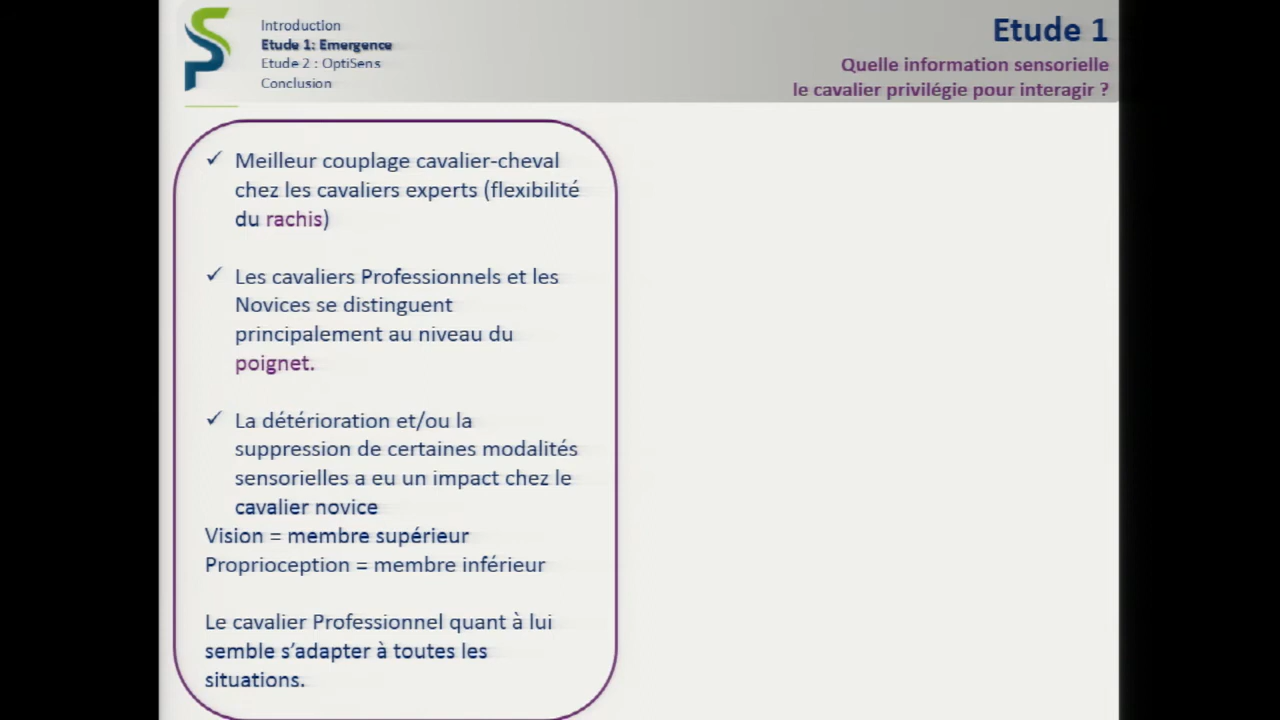 Introduction
Etude 1: Emergence
Etude 2 : OptiSens
Conclusion
Etude 1
Quelle information sensorielle
le cavalier privilégie pour interagir ?
✓ Meilleur couplage cavalier-cheval
chez les cavaliers experts (flexibilité
du rachis)
✓ Les cavaliers Professionnels et les
Novices se distinguent
principalement au niveau du
poignet.
✓ La détérioration et/ou la
suppression de certaines modalités
sensorielles a eu un impact chez le
cavalier novice
Vision = membre supérieur
Proprioception = membre inférieur
Le cavalier Professionnel quant à lui
semble s’adapter à toutes les
situations.